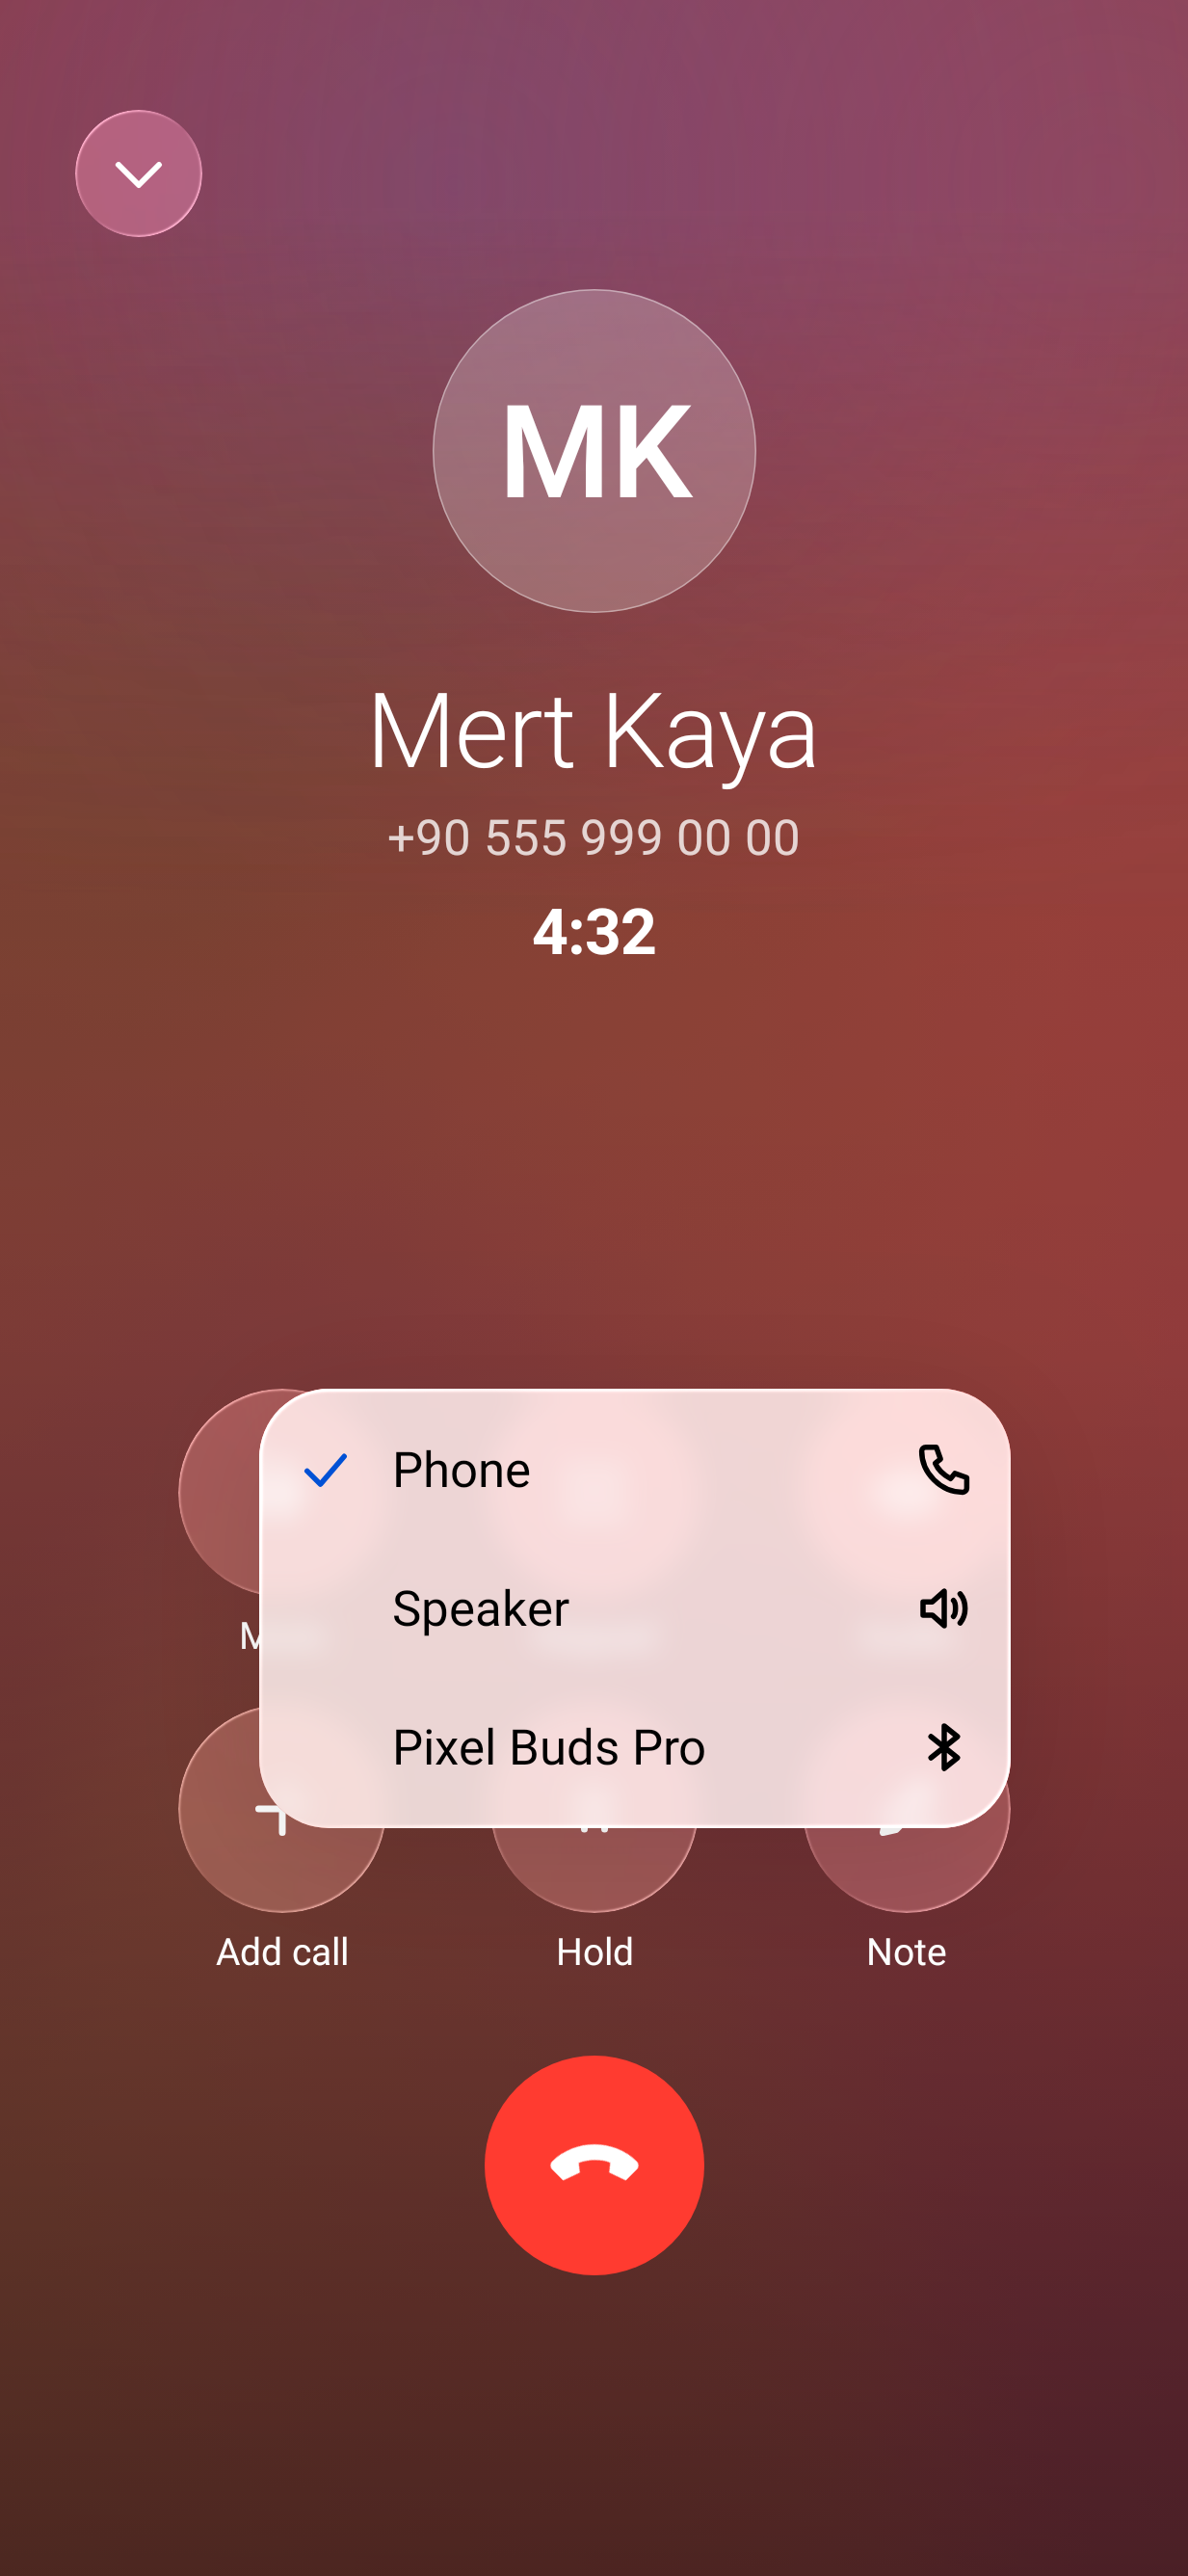 MK
Mert Kaya
+90 555 999 00 00
4:32
Phone
Speaker
Pixel Buds Pro
Add call
Hold
Note